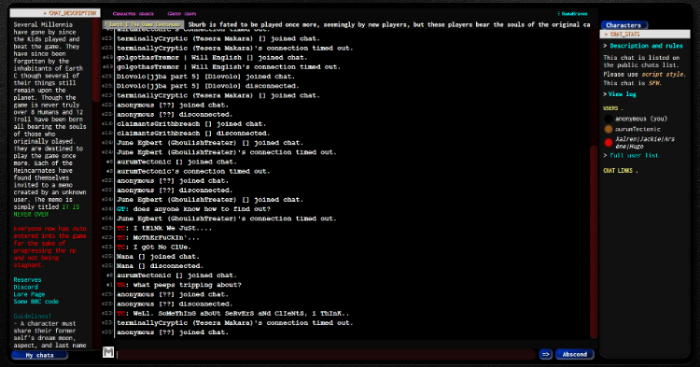 CHAT_DESCRIPTION
Several Millennia
have gone by since
the Kids played and
beat the game. They
have since been
forgotten by the
inhabitants of Earth
C though several of
their things still
remain upon the
planet. Though the
game is never truly
over 8 Humans and 12
Troll have been born
all bearing the souls
of those who
originally played.
They are destined to
play the game once
more. Each of the
Reincarnates have
found themselves
invited to a memo
created by an unknown
user. The memo is
simply titled IT IS
NEVER OVER
Everyone now has auto
entered into the game
for the sake of
progressing the rp
and not being
stagnant.
Reserves
Discord
Lore Page
Some BBC code
Guidelines!
- A character must
share their former
self's dream moon,
aspect, and last name
My chats
Sburb is fated to be played once more, seemingly by new players, but these players bear the souls of the original ca
terminallyCryptic (Tesera Makara) [] joined chat.
terminallyCryptic (Tesera Makara)'s connection timed out.
golgothasTremor | Will English [] joined chat.
golgothasTremor | Will English's connection timed out.
Diovolo[jjba part 5] [Diovolo] joined chat.
Diovolo[jjba part 5] [Diovolo] disconnected.
terminallyCryptic (Tesera Makara) [] joined chat.
anonymous [??] joined chat.
anonymous [??] disconnected.
claimantsGrithbreach [] joined chat.
claimantsGrithbreach [] disconnected.
June Egbert (GhoulishTreater) [] joined chat.
June Egbert (GhoulishTreater)'s connection timed out.
aurumTectonic [] joined chat.
aurumTectonic's connection timed out.
anonymous [??] joined chat.
anonymous [??] disconnected.
June Egbert (GhoulishTreater) [] joined chat.
GT: does anyone know how to find out?
June Egbert (GhoulishTreater)'s connection timed out.
TC: I tHiNK We JuSt....
TC: MoThErFuCkIn'...
TC: I gOt No ClUe.
Nana [] joined chat.
Nana [] disconnected.
aurumTectonic [] joined chat.
what peeps tripping about?
anonymous [??] joined chat.
anonymous [??] disconnected.
TC: WeLl. SoMeThInG aBoUt SeRvErS aNd ClIeNtS, i ThInK..
terminallyCryptic (Tesera Makara)'s connection timed out.
anonymous [??] joined chat.
=>
Abscond
Characters
> CHAT_STATS
> Description and rules
This chat is listed on
the public chats list.
Please use script style.
This chat is SFW.
> View log
USERS .
anonymous (you)
aurumTectonic
> Full user list
CHAT LINKS .